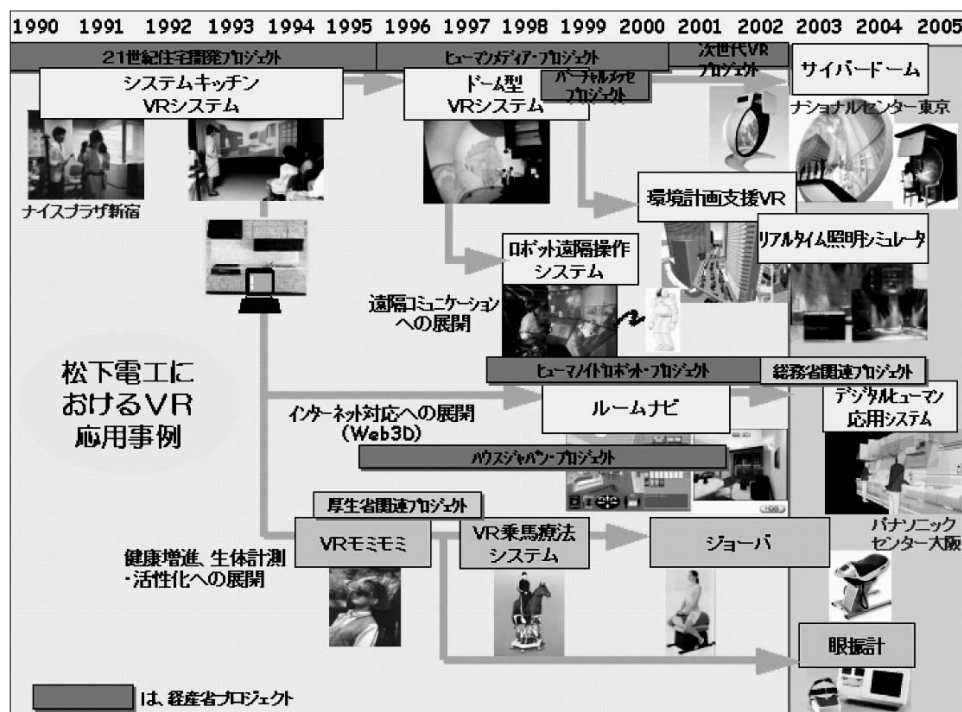 1990 1991 1992 1993 1994 1995 1996 1997 1998 1999 2000 2001 2002 2003 2004 2005
21世紀住宅開発プロジェクト
ヒューマンメディア・プロジェクト
次世代VR
プロジェクト
バーチャルメッセ
プロジェクト
システムキッチン
VRシステム
ドーム型
VRシステム
サイバードーム
ナショナルセンター東京
ナイスプラザ新宿
環境計画支援VR
リアルタイム照明シミュレータ
ロボット遠隔操作
システム
遠隔コミュニケーション
への展開
松下電工に
おけるVR
応用事例
ヒューマノイドロボット・プロジェクト
総務省関連プロジェクト
インターネット対応への展開
(Web3D)
ルームナビ
デジタルヒューマン
応用システム
ハウスジャパン・プロジェクト
パナソニック
センター大阪
厚生省関連プロジェクト
健康増進、生体計測
・活性化への展開
VRモミモミ
VR乗馬療法
システム
ジョーバ
眼振計
は、経産省プロジェクト